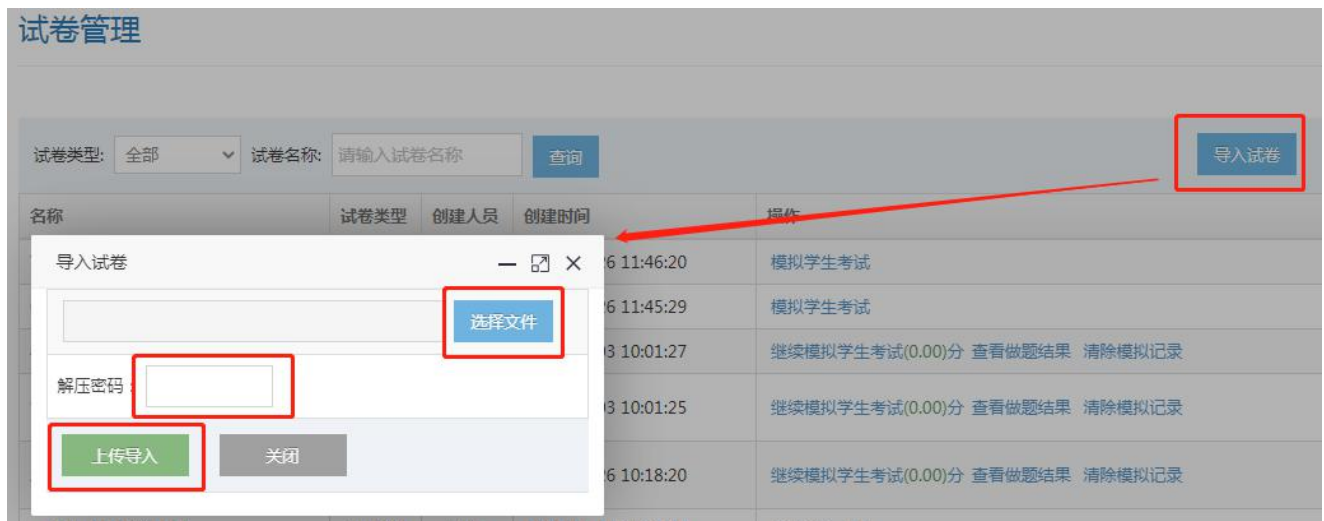 试卷管理
试卷类型: 全部 试卷名称: 请输入试卷名称 查询 导入试卷
名称 试卷类型 创建人员 创建时间 操作
导入试卷
6 11:46:20 模拟学生考试
选择文件
6 11:45:29 模拟学生考试
3 10:01:27 继续模拟学生考试(0.00)分 查看做题结果 清除模拟记录
解压密码:
3 10:01:25 继续模拟学生考试(0.00)分 查看做题结果 清除模拟记录
上传导入 关闭
6 10:18:20 继续模拟学生考试(0.00)分 查看做题结果 清除模拟记录